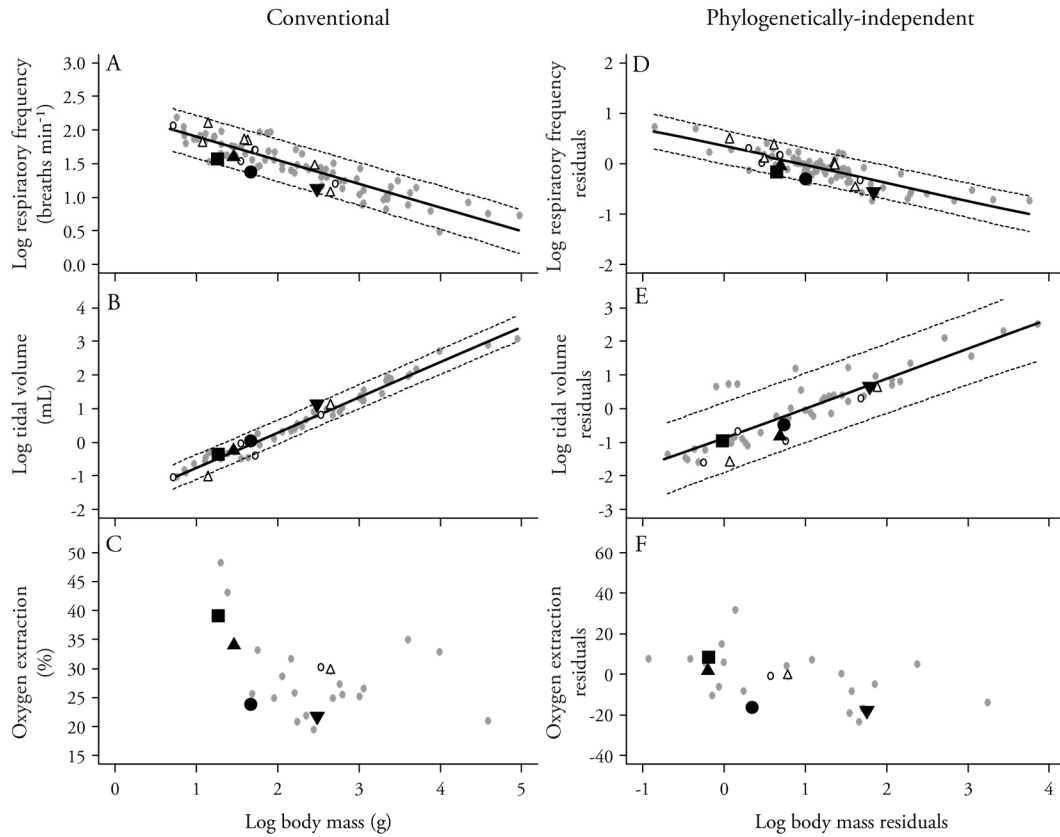 Conventional
Phylogenetically-independent
A
Log respiratory frequency
(breaths min⁻¹)
3.0
2.5
2.0
1.5
1.0
0.5
0.0
D
Log respiratory frequency
residuals
2
1
0
-1
-2
B
Log tidal volume
(mL)
4
3
2
1
0
-1
-2
E
Log tidal volume
residuals
3
2
1
0
-1
-2
-3
C
Oxygen extraction
(%)
50
45
40
35
30
25
20
15
0 1 2 3 4 5
Log body mass (g)
F
Oxygen extraction
residuals
60
40
20
0
-20
-40
-1 0 1 2 3 4
Log body mass residuals